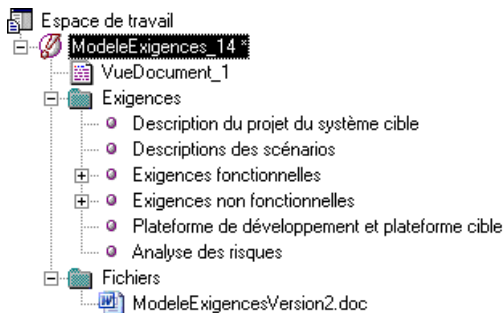 Espace de travail
ModeleExigences_14 *
VueDocument_1
Exigences
Description du projet du système cible
Descriptions des scénarios
Exigences fonctionnelles
Exigences non fonctionnelles
Plateforme de développement et plateforme cible
Analyse des risques
Fichiers
ModeleExigencesVersion2.doc